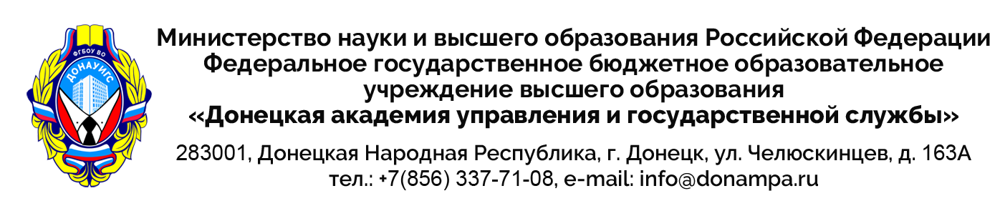 ФГБОУ ВО
ДОНАУИГС
Министерство науки и высшего образования Российской Федерации
Федеральное государственное бюджетное образовательное
учреждение высшего образования
«Донецкая академия управления и государственной службы»
283001, Донецкая Народная Республика, г. Донецк, ул. Челюскинцев, д. 163А
тел.: +7(856) 337-71-08, e-mail: info@donampa.ru